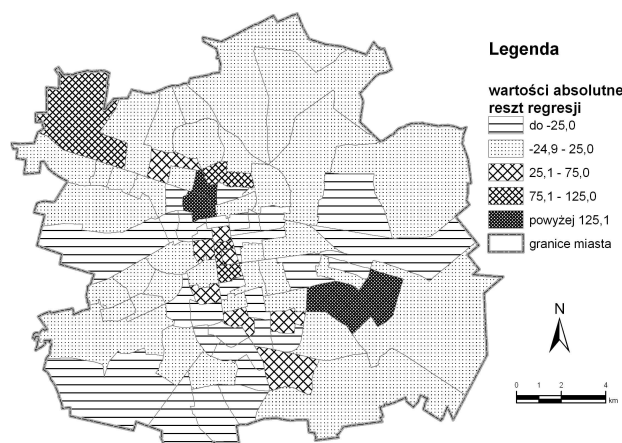 Legenda
wartości absolutne
reszt regresji
do -25,0
-24,9 - 25,0
25,1 - 75,0
75,1 - 125,0
powyżej 125,1
granice miasta
N
0 1 2 4
km